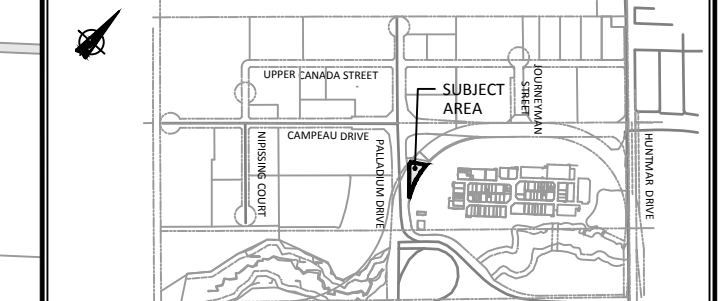 UPPER CANADA STREET
SUBJECT
AREA
JOURNEYMAN
STREET
CAMPEAU DRIVE
NIPISSING COURT
PALLADIUM DRIVE
HUNTMAR DRIVE